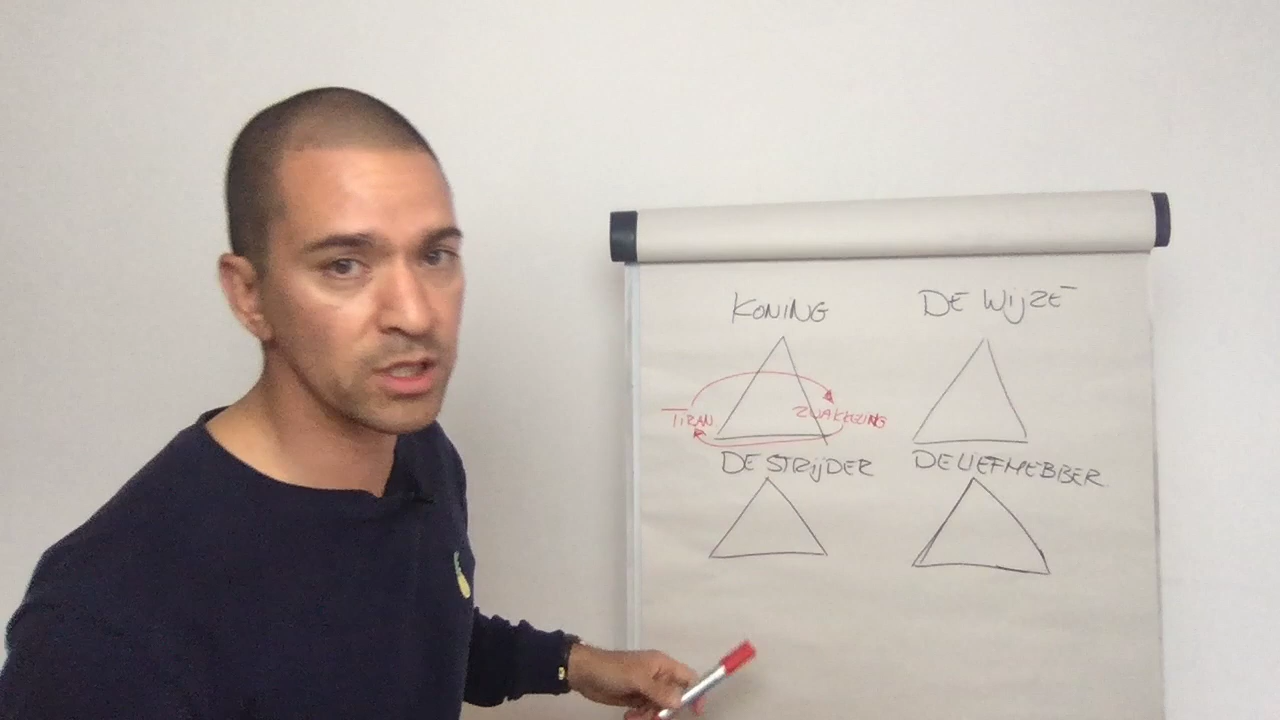 KONING
DE WIJZE
TIRAN
ZWAKKELING
DE STRIJDER
DE LIEFHEBBER